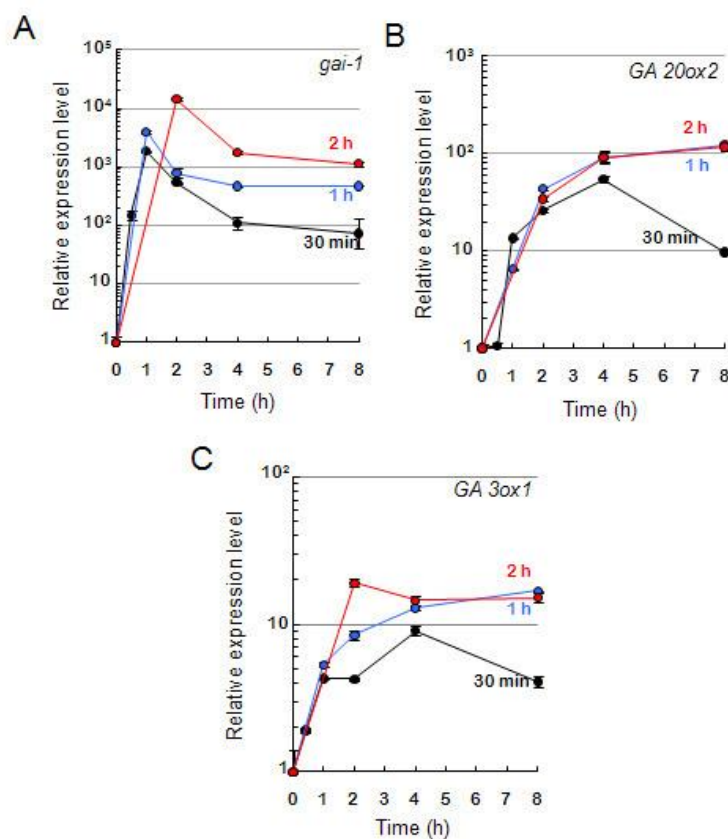 A
gai-1
Relative expression level
10⁵
10⁴
10³
10²
10
1
2 h
1 h
30 min
0 1 2 3 4 5 6 7 8
Time (h)
B
GA 20ox2
Relative expression level
10³
10²
10
1
2 h
1 h
30 min
0 1 2 3 4 5 6 7 8
Time (h)
C
GA 3ox1
Relative expression level
10²
10
1
2 h
1 h
30 min
0 1 2 3 4 5 6 7 8
Time (h)